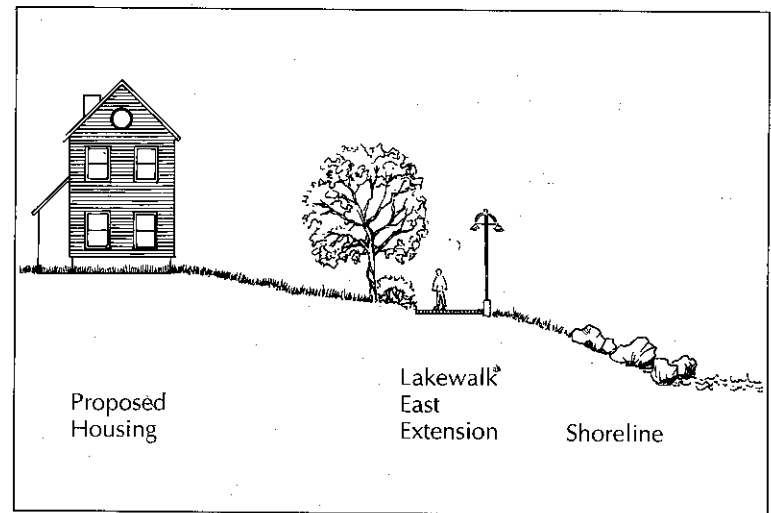 Proposed
Housing
Lakewalk
East
Extension
Shoreline